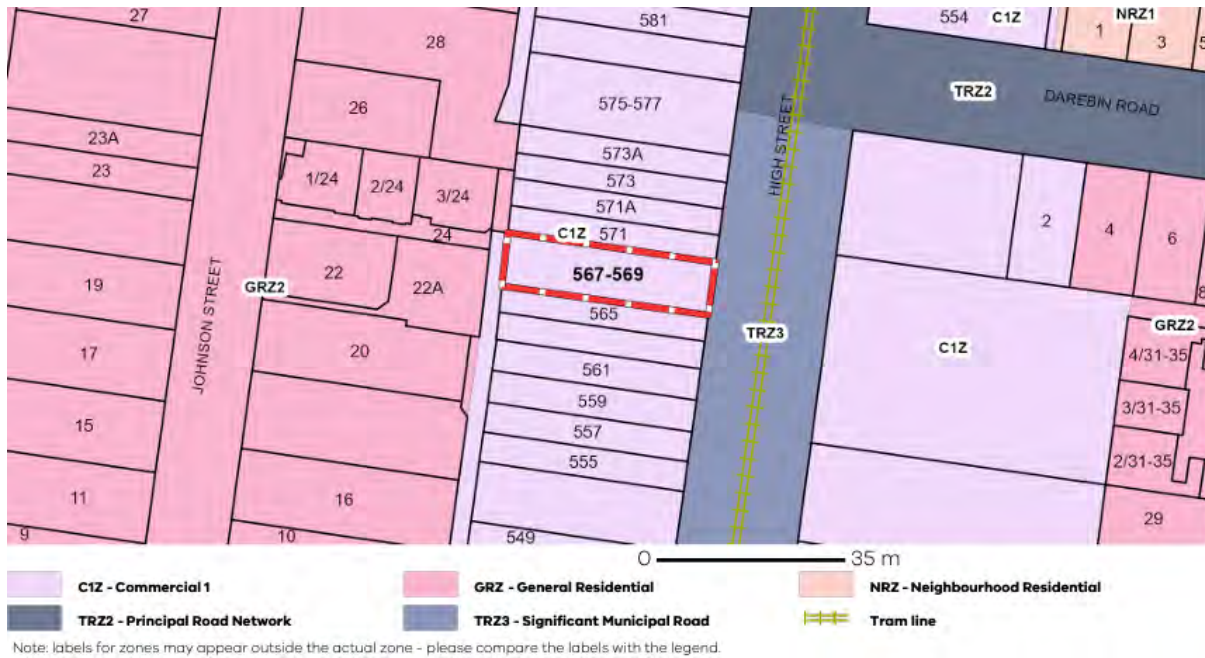 27
28
581
554
C1Z
NRZ1
1
3
26
575-577
TRZ2
DAREBIN ROAD
23A
573A
HIGH STREET
23
1/24
2/24
3/24
573
571A
2
4
6
24
C1Z
571
19
GRZ2
22
22A
567-569
8
565
JOHNSON STREET
17
20
TRZ3
C1Z
GRZ2
4/31-35
561
3/31-35
15
559
557
2/31-35
555
11
16
29
9
10
549
0 35 m
C1Z - Commercial 1
GRZ - General Residential
NRZ - Neighbourhood Residential
TRZ2 - Principal Road Network
TRZ3 - Significant Municipal Road
Tram line
Note: labels for zones may appear outside the actual zone - please compare the labels with the legend.